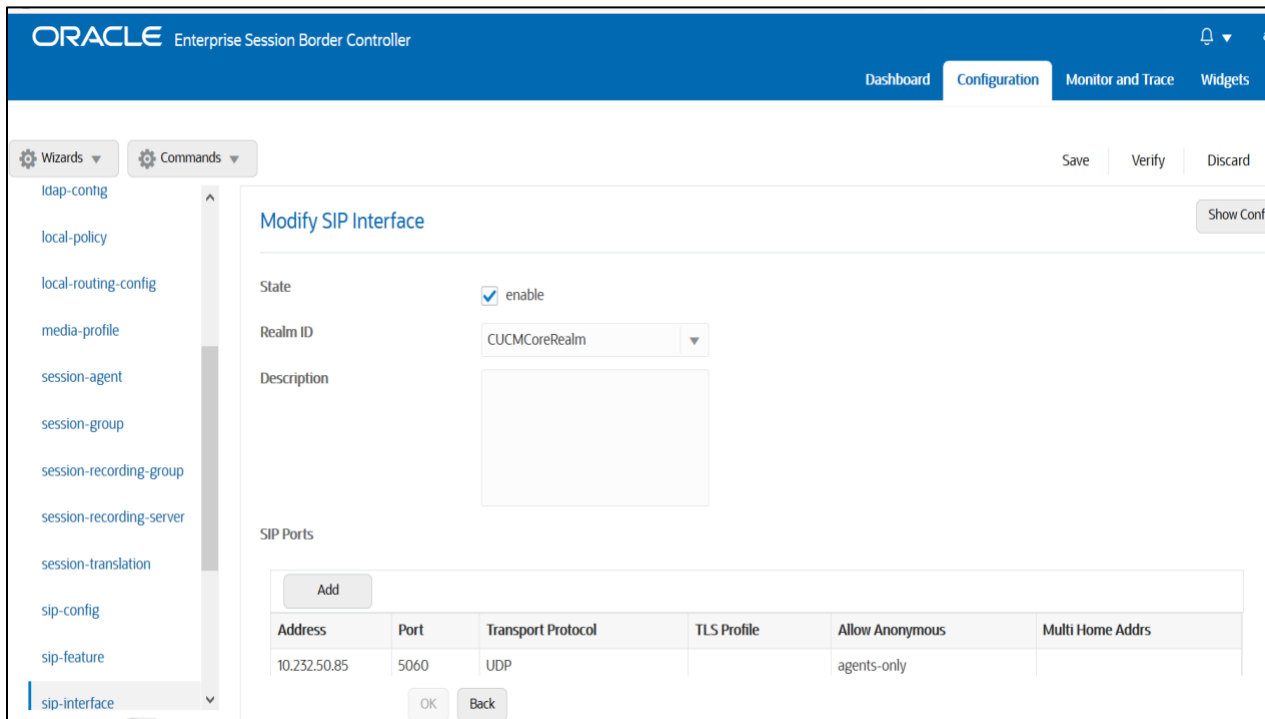 ORACLE Enterprise Session Border Controller
Dashboard Configuration Monitor and Trace Widgets
Wizards Commands Save Verify Discard
ldap-config
Modify SIP Interface Show Conf
local-policy
local-routing-config
State enable
media-profile
Realm ID CUCMCoreRealm
session-agent
Description
session-group
session-recording-group
session-recording-server
SIP Ports
session-translation
Add
sip-config
Address Port Transport Protocol TLS Profile Allow Anonymous Multi Home Addrs
sip-feature
10.232.50.85 5060 UDP agents-only
sip-interface
OK Back